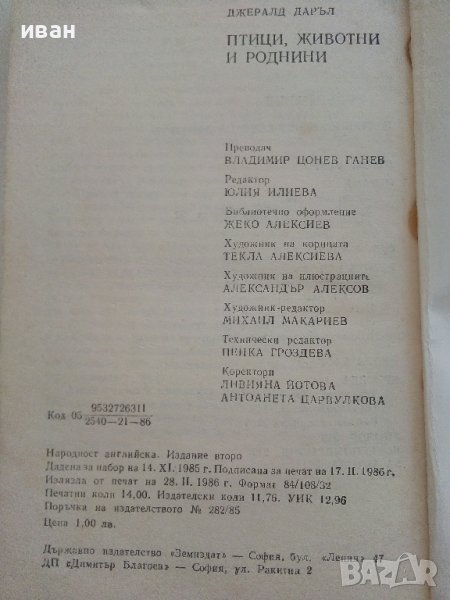 иван
ДЖЕРАЛД ДАРЪЛ
ПТИЦИ, ЖИВОТНИ
И РОДНИНИ
Преводач
ВЛАДИМИР ЦОНЕВ ГАНЕВ
Редактор
ЮЛИЯ ИЛИЕВА
Библиотечно оформление
ЖЕКО АЛЕКСИЕВ
Художник на корицата
ТЕКЛА АЛЕКСИЕВА
Художник на илюстрациите
АЛЕКСАНДЪР АЛЕКСОВ
Художник-редактор
МИХАИЛ МАКАРИЕВ
Технически редактор
ПЕНКА ГРОЗДЕВА
Коректори
ЛИВИЯНА ЙОТОВА
АНТОАНЕТА ЦАРВУЛКОВА
9532726311
Код 05
2540—21—86
Народност английска. Издание второ
Дадена за набор на 14. XI. 1985 г. Подписана за печат на 17. II. 1986 г.
Излязла от печат на 28. II. 1986 г. Формат 84/108/32
Печатни коли 14,00. Издателски коли 11,76. УИК 12,96
Поръчка на издателството № 282/85
Цена 1,00 лв.
Държавно издателство «Земиздат» — София, бул. «Ленин» 47
ДП «Димитър Благоев» — София, ул. Ракитин 2
BAZAR